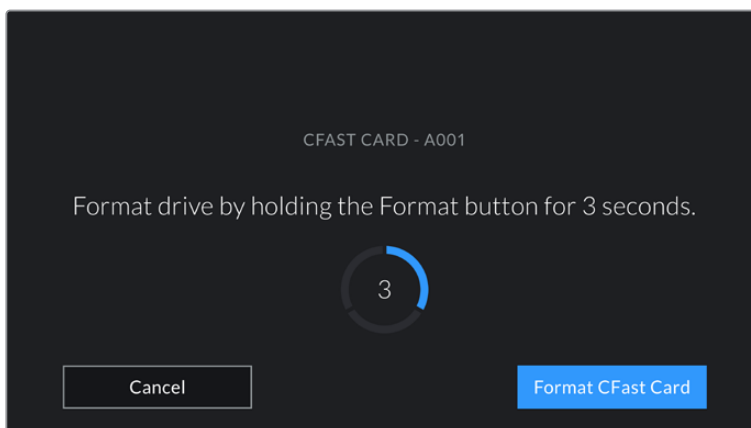 CFAST CARD - A001
Format drive by holding the Format button for 3 seconds.
3
Cancel
Format CFast Card